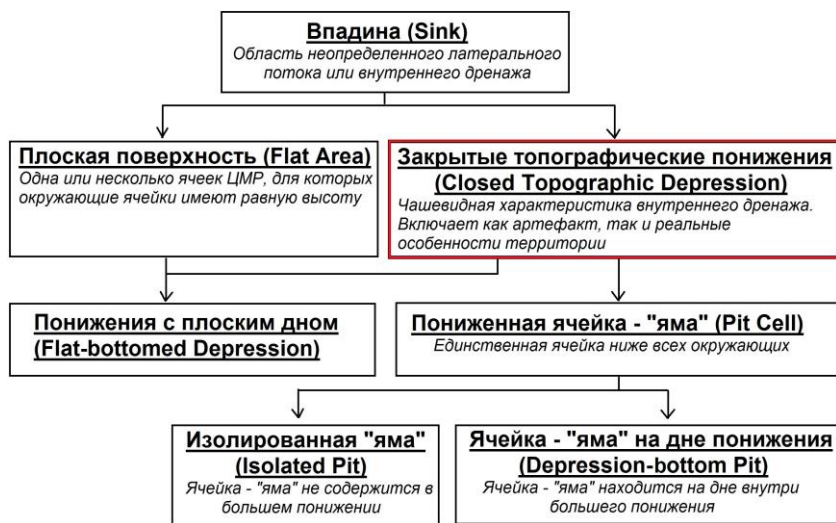 Впадина (Sink)
Область неопределенного латерального
потока или внутреннего дренажа
Плоская поверхность (Flat Area)
Одна или несколько ячеек ЦМР, для которых
окружающие ячейки имеют равную высоту
Закрытые топографические понижения
(Closed Topographic Depression)
Чашевидная характеристика внутреннего дренажа.
Включает как артефакт, так и реальные
особенности территории
Понижения с плоским дном
(Flat-bottomed Depression)
Пониженная ячейка - "яма" (Pit Cell)
Единственная ячейка ниже всех окружающих
Изолированная "яма"
(Isolated Pit)
Ячейка - "яма" не содержится в
большем понижении
Ячейка - "яма" на дне понижения
(Depression-bottom Pit)
Ячейка - "яма" находится на дне внутри
большего понижения